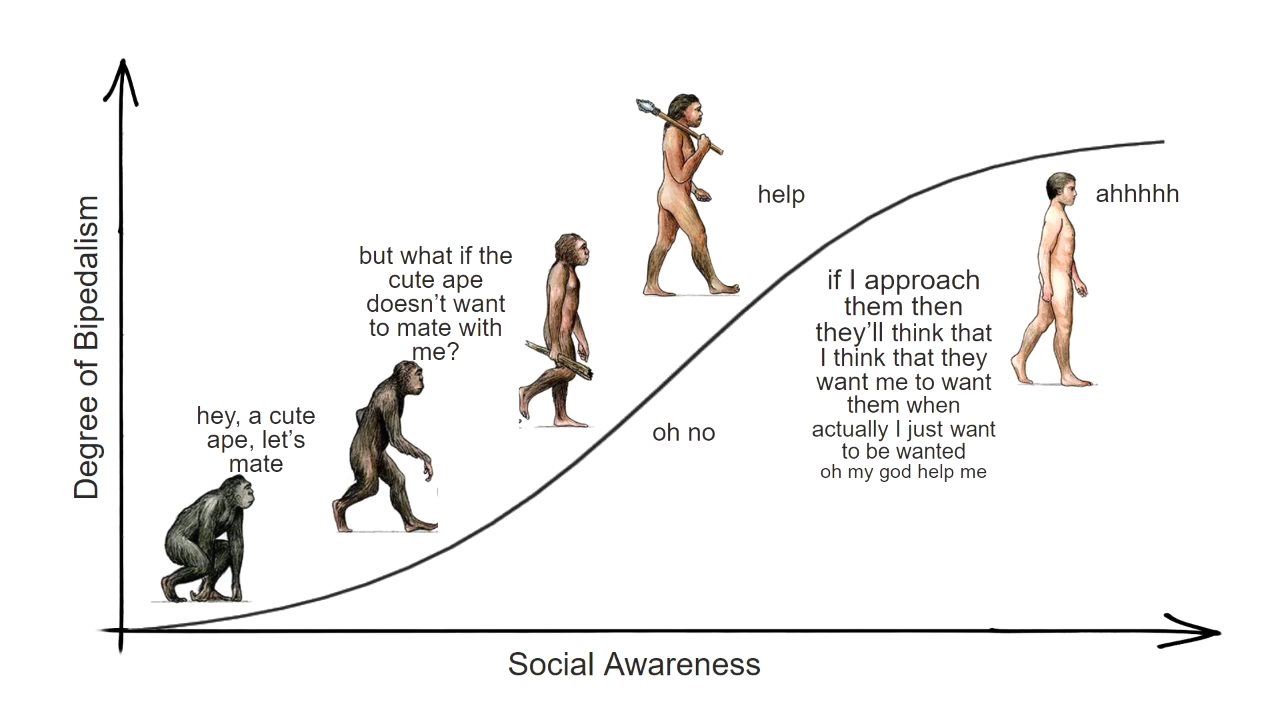 help
ahhhhh
but what if the
cute ape
doesn’t want
to mate with
me?
if I approach
them then
they’ll think that
I think that they
want me to want
them when
actually I just want
to be wanted
oh my god help me
hey, a cute
ape, let’s
mate
oh no
Degree of Bipedalism
Social Awareness